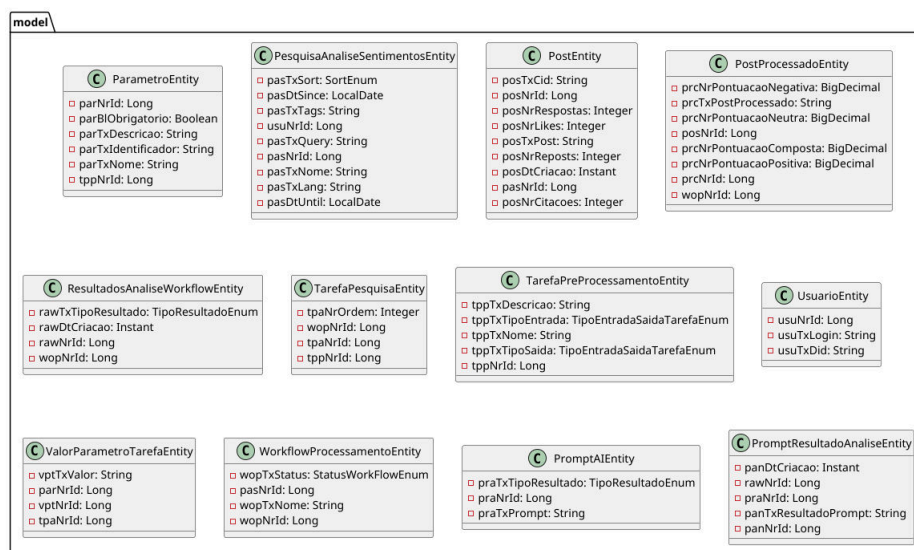 model
C ParametroEntity
parNrId: Long
parBlObrigatorio: Boolean
parTxDescricao: String
parTxIdentificador: String
parTxNome: String
tppNrId: Long
C PesquisaAnaliseSentimentosEntity
pasTxSort: SortEnum
pasDtSince: LocalDate
pasTxTags: String
usuNrId: Long
pasTxQuery: String
pasNrId: Long
pasTxNome: String
pasTxLang: String
pasDtUntil: LocalDate
C PostEntity
posTxCid: String
posNrId: Long
posNrRespostas: Integer
posNrLikes: Integer
posTxPost: String
posNrReposts: Integer
posDtCriacao: Instant
pasNrId: Long
posNrCitacoes: Integer
C PostProcessadoEntity
prcNrPontuacaoNegativa: BigDecimal
prcTxPostProcessado: String
prcNrPontuacaoNeutra: BigDecimal
posNrId: Long
prcNrPontuacaoComposta: BigDecimal
prcNrPontuacaoPositiva: BigDecimal
prcNrId: Long
wopNrId: Long
C ResultadosAnaliseWorkflowEntity
rawTxTipoResultado: TipoResultadoEnum
rawDtCriacao: Instant
rawNrId: Long
wopNrId: Long
C TarefaPesquisaEntity
tpaNrOrdem: Integer
wopNrId: Long
tpaNrId: Long
tppNrId: Long
C TarefaPreProcessamentoEntity
tppTxDescricao: String
tppTxTipoEntrada: TipoEntradaSaidaTarefaEnum
tppTxNome: String
tppTxTipoSaida: TipoEntradaSaidaTarefaEnum
tppNrId: Long
C UsuarioEntity
usuNrId: Long
usuTxLogin: String
usuTxDid: String
C ValorParametroTarefaEntity
vptTxValor: String
parNrId: Long
vptNrId: Long
tpaNrId: Long
C WorkflowProcessamentoEntity
wopTxStatus: StatusWorkFlowEnum
pasNrId: Long
wopTxNome: String
wopNrId: Long
C PromptAIEntity
praTxTipoResultado: TipoResultadoEnum
praNrId: Long
praTxPrompt: String
C PromptResultadoAnaliseEntity
panDtCriacao: Instant
rawNrId: Long
praNrId: Long
panTxResultadoPrompt: String
panNrId: Long